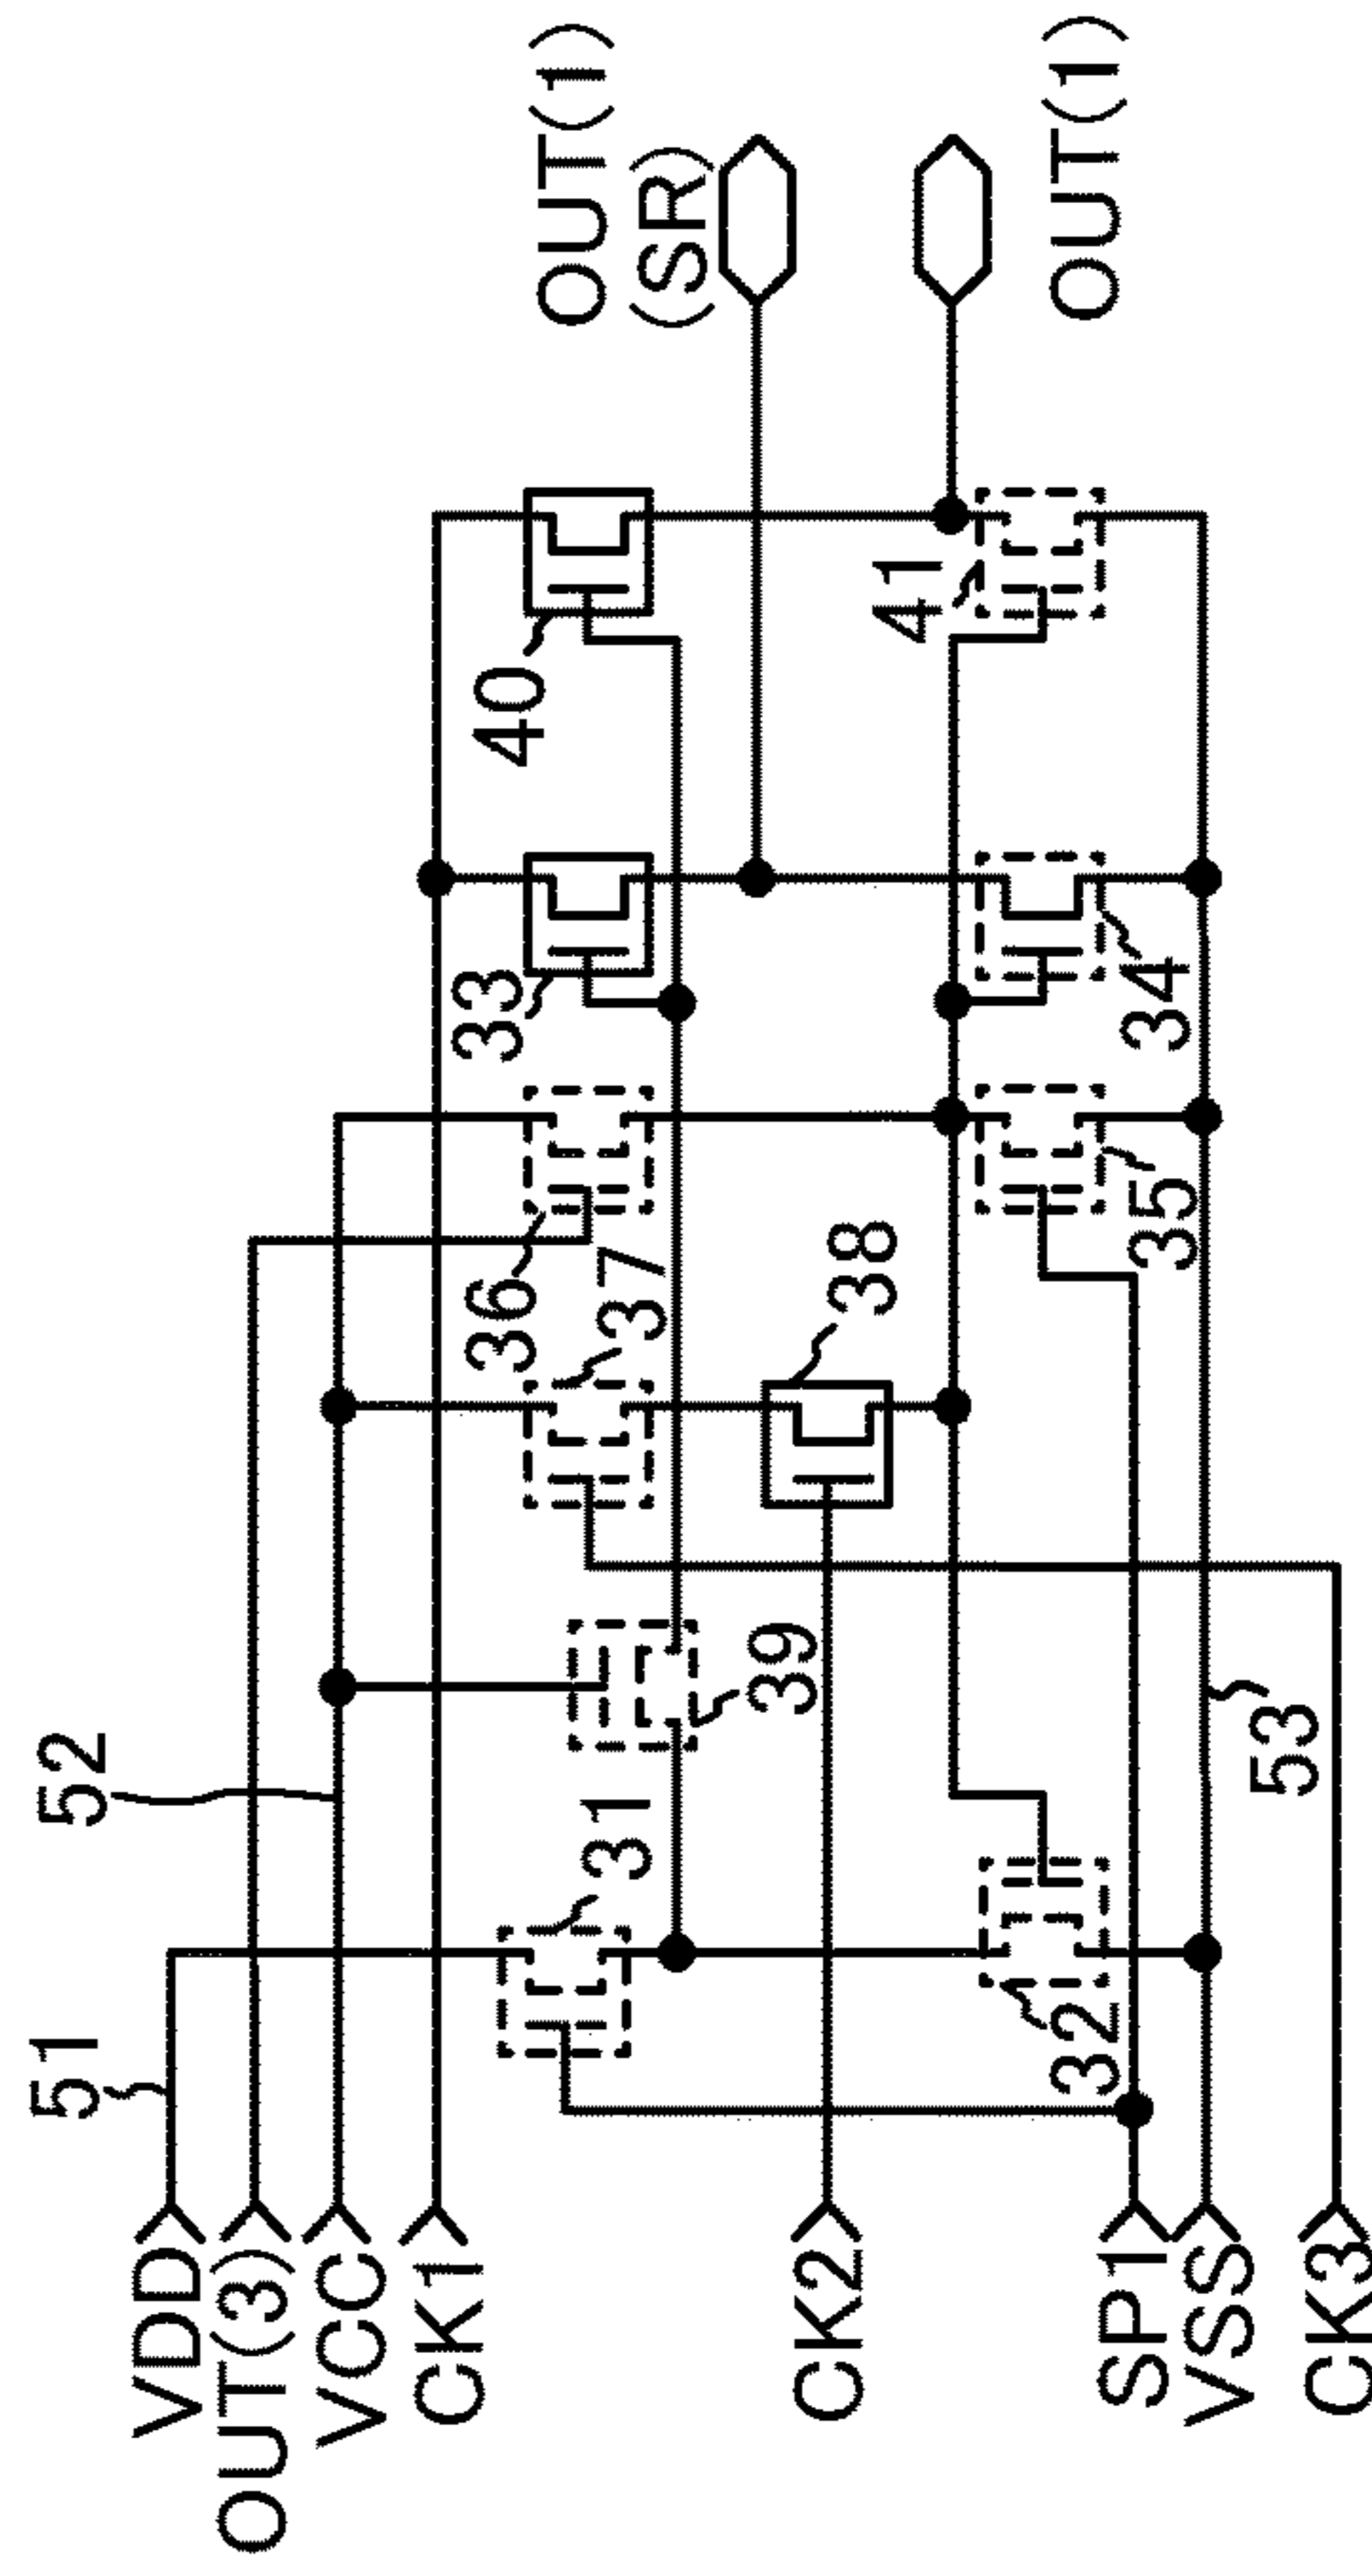 51
52
VDD
OUT(3)
VCC
CK1
CK2
SP1
VSS
CK3
31
32
39
37
38
36
35
33
34
40
41
53
OUT(1)
(SR)
OUT(1)